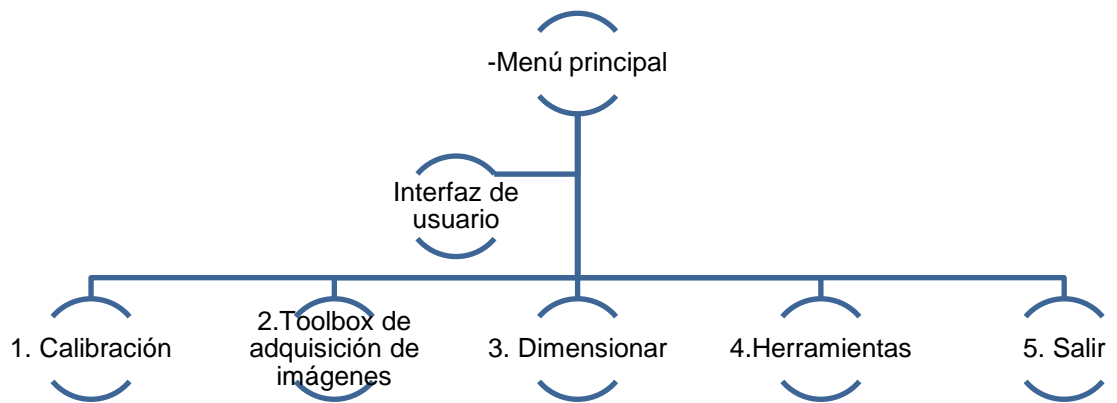 -Menú principal
Interfaz de
usuario
1. Calibración
2.Toolbox de
adquisición de
imágenes
3. Dimensionar
4.Herramientas
5. Salir